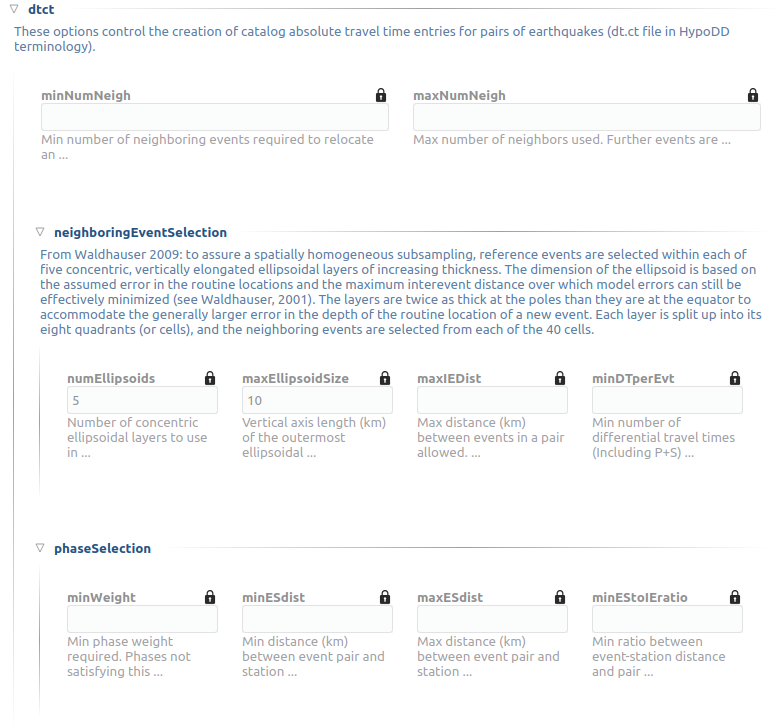 dtct
These options control the creation of catalog absolute travel time entries for pairs of earthquakes (dt.ct file in HypoDD
terminology).
minNumNeigh
maxNumNeigh
Min number of neighboring events required to relocate
an ...
Max number of neighbors used. Further events are ...
neighboringEventSelection
From Waldhauser 2009: to assure a spatially homogeneous subsampling, reference events are selected within each of
five concentric, vertically elongated ellipsoidal layers of increasing thickness. The dimension of the ellipsoid is based on
the assumed error in the routine locations and the maximum interevent distance over which model errors can still be
effectively minimized (see Waldhauser, 2001). The layers are twice as thick at the poles than they are at the equator to
accommodate the generally larger error in the depth of the routine location of a new event. Each layer is split up into its
eight quadrants (or cells), and the neighboring events are selected from each of the 40 cells.
numEllipsoids
5
Number of concentric
ellipsoidal layers to use
in ...
maxEllipsoidSize
10
Vertical axis length (km)
of the outermost
ellipsoidal ...
maxIEDist
Max distance (km)
between events in a pair
allowed. ...
minDTperEvt
Min number of
differential travel times
(Including P+S) ...
phaseSelection
minWeight
Min phase weight
required. Phases not
satisfying this ...
minESdist
Min distance (km)
between event pair and
station ...
maxESdist
Max distance (km)
between event pair and
station ...
minEStoIEratio
Min ratio between
event-station distance
and pair ...